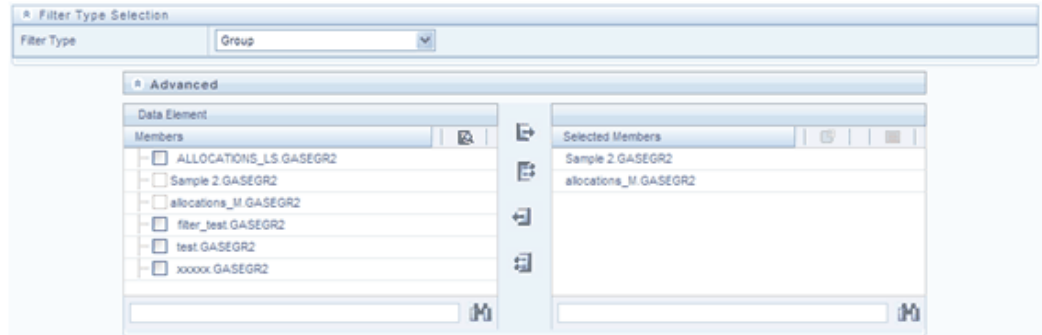 Filter Type Selection
Filter Type
Group
Advanced
Data Element
Members
ALLOCATIONS_LS.GASEGR2
Sample 2.GASEGR2
allocations_M.GASEGR2
filter_test.GASEGR2
test.GASEGR2
xxxxx.GASEGR2
Selected Members
Sample 2.GASEGR2
allocations_M.GASEGR2